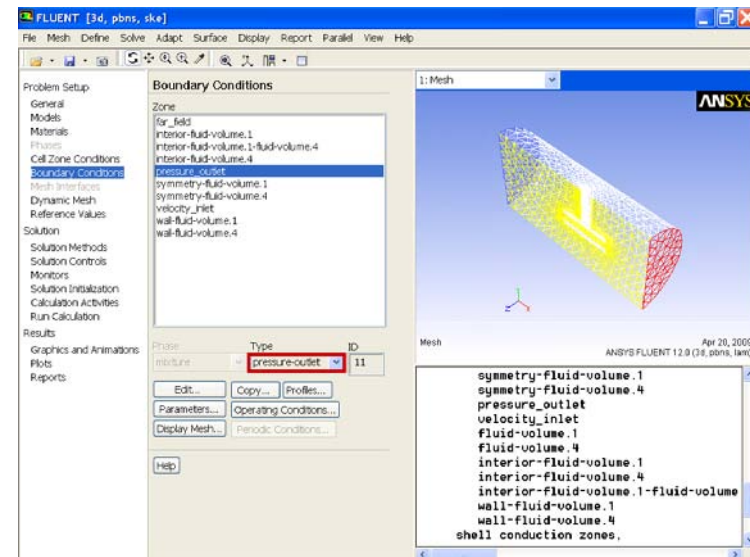 FLUENT [3d, pbns, ske]
File Mesh Define Solve Adapt Surface Display Report Parallel View Help
Problem Setup
General
Models
Materials
Phases
Cell Zone Conditions
Boundary Conditions
Mesh Interfaces
Dynamic Mesh
Reference Values
Solution
Solution Methods
Solution Controls
Monitors
Solution Initialization
Calculation Activities
Run Calculation
Results
Graphics and Animations
Plots
Reports
Boundary Conditions
Zone
far_field
interior-fluid-volume.1
interior-fluid-volume.1-fluid-volume.4
interior-fluid-volume.4
pressure_outlet
symmetry-fluid-volume.1
symmetry-fluid-volume.4
velocity_inlet
wall-fluid-volume.1
wall-fluid-volume.4
Phase Type ID
mixture pressure-outlet 11
Edit... Copy... Profiles...
Parameters... Operating Conditions...
Display Mesh... Periodic Conditions...
Help
1: Mesh
ANSYS
Mesh Apr 20, 2009
ANSYS FLUENT 12.0 (3d, pbns, lam)
symmetry-fluid-volume.1
symmetry-fluid-volume.4
pressure_outlet
velocity_inlet
fluid-volume.1
fluid-volume.4
interior-fluid-volume.1
interior-fluid-volume.4
interior-fluid-volume.1-fluid-volume
wall-fluid-volume.1
wall-fluid-volume.4
shell conduction zones,